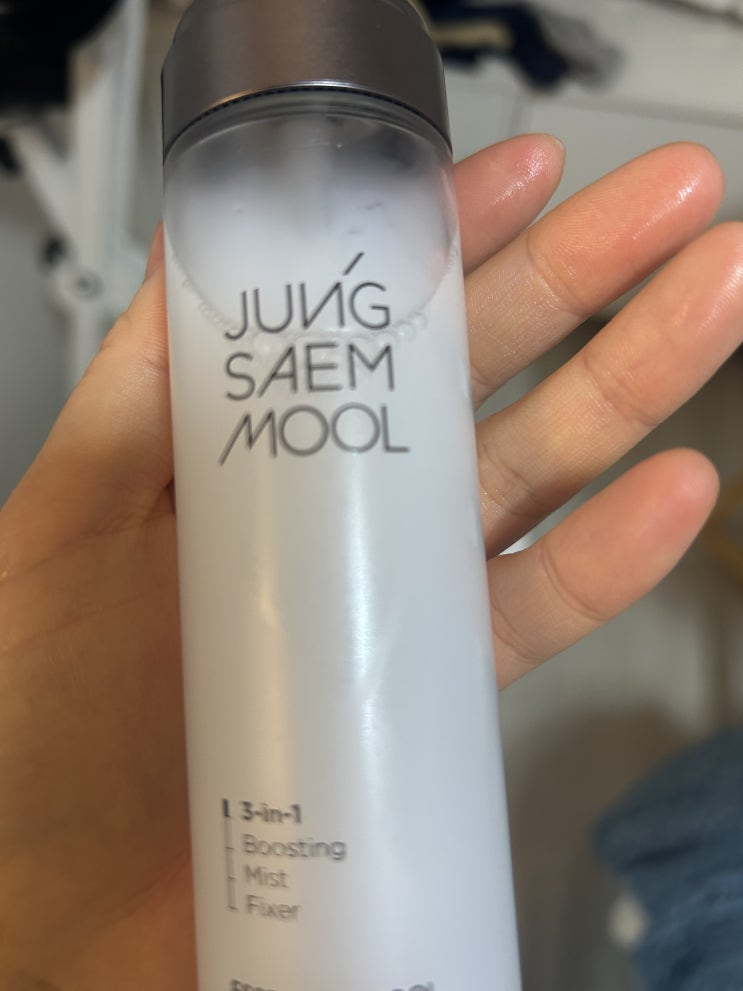 JUNG
SAEM
MOOL
3-in-1
Boosting
Mist
Fixer